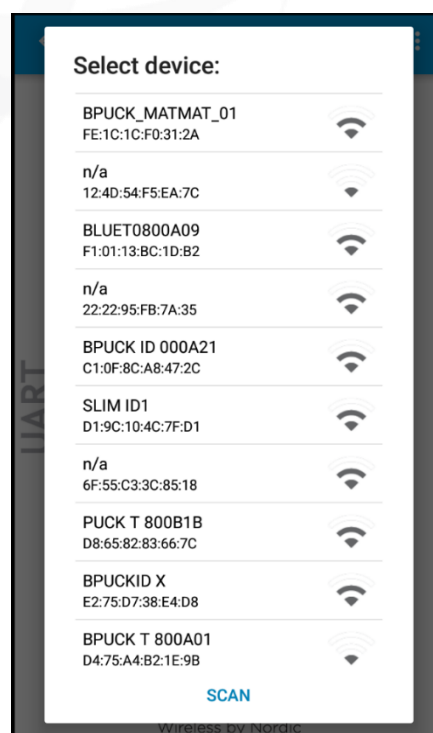 Select device:
BPUCK_MATMAT_01
FE:1C:1C:F0:31:2A
n/a
12:4D:54:F5:EA:7C
BLUET0800A09
F1:01:13:BC:1D:B2
n/a
22:22:95:FB:7A:35
BPUCK ID 000A21
C1:0F:8C:A8:47:2C
SLIM ID1
D1:9C:10:4C:7F:D1
n/a
6F:55:C3:3C:85:18
PUCK T 800B1B
D8:65:82:83:66:7C
BPUCKID X
E2:75:D7:38:E4:D8
BPUCK T 800A01
D4:75:A4:B2:1E:9B
SCAN
UART
Wireless by Nordic